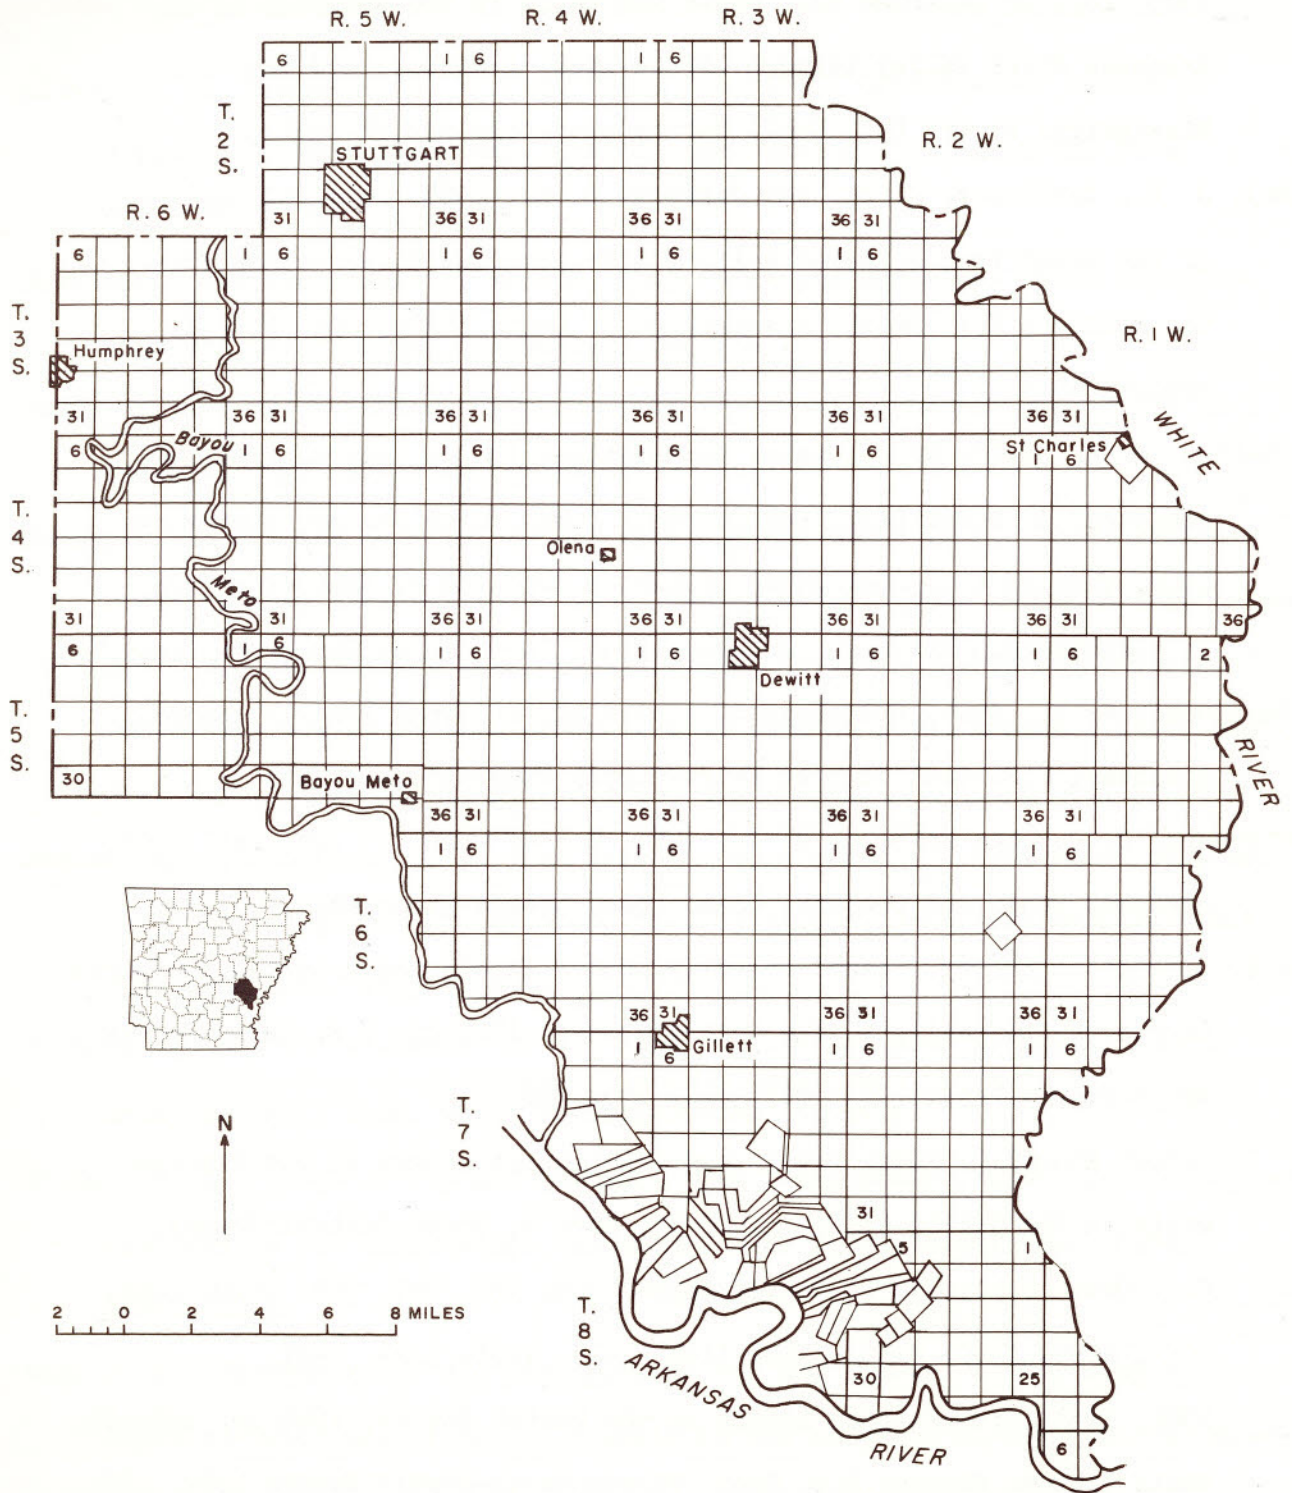 R. 5 W. R. 4 W. R. 3 W.
6 1 6 1 6
T.
2
S.
STUTTGART
R. 2 W.
R. 6 W.
31 36 31 36 31 36 31
6 1 6 1 6 1 6 1 6
T.
3
S.
Humphrey
R. 1 W.
31 36 31 36 31 36 31 36 31 36 31
WHITE
Bayou
St Charles
6 1 6 1 6 1 6 1 6 1 6
T.
4
S.
Olena
Meto
31 31 36 31 36 31 36 31 36 31 36
6 1 6 1 6 1 6 1 6 1 6 2
Dewitt
T.
5
S.
RIVER
30
Bayou Meto
36 31 36 31 36 31 36 31
1 6 1 6 1 6 1 6
T.
6
S.
36 31 36 31 36 31
1 6 1 6 1 6
Gillett
N
T.
7
S.
31
5 1
2 0 2 4 6 8 MILES
T.
8
S.
ARKANSAS
30 25
RIVER
6